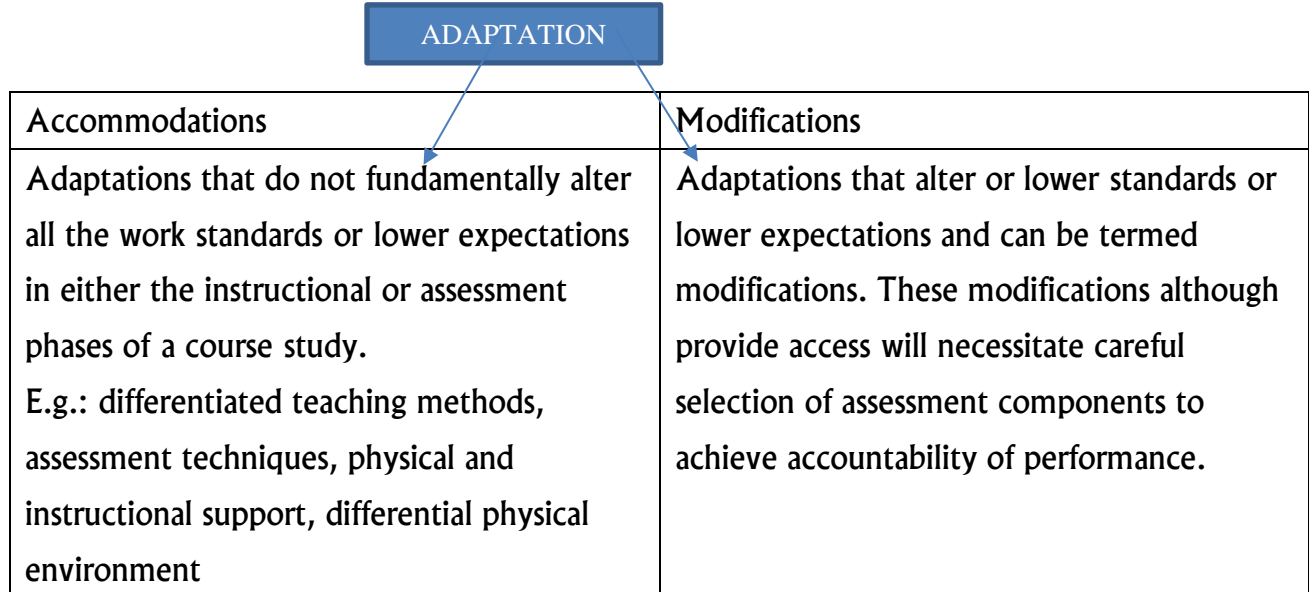 ADAPTATION
Accommodations
Adaptations that do not fundamentally alter
all the work standards or lower expectations
in either the instructional or assessment
phases of a course study.
E.g.: differentiated teaching methods,
assessment techniques, physical and
instructional support, differential physical
environment
Modifications
Adaptations that alter or lower standards or
lower expectations and can be termed
modifications. These modifications although
provide access will necessitate careful
selection of assessment components to
achieve accountability of performance.